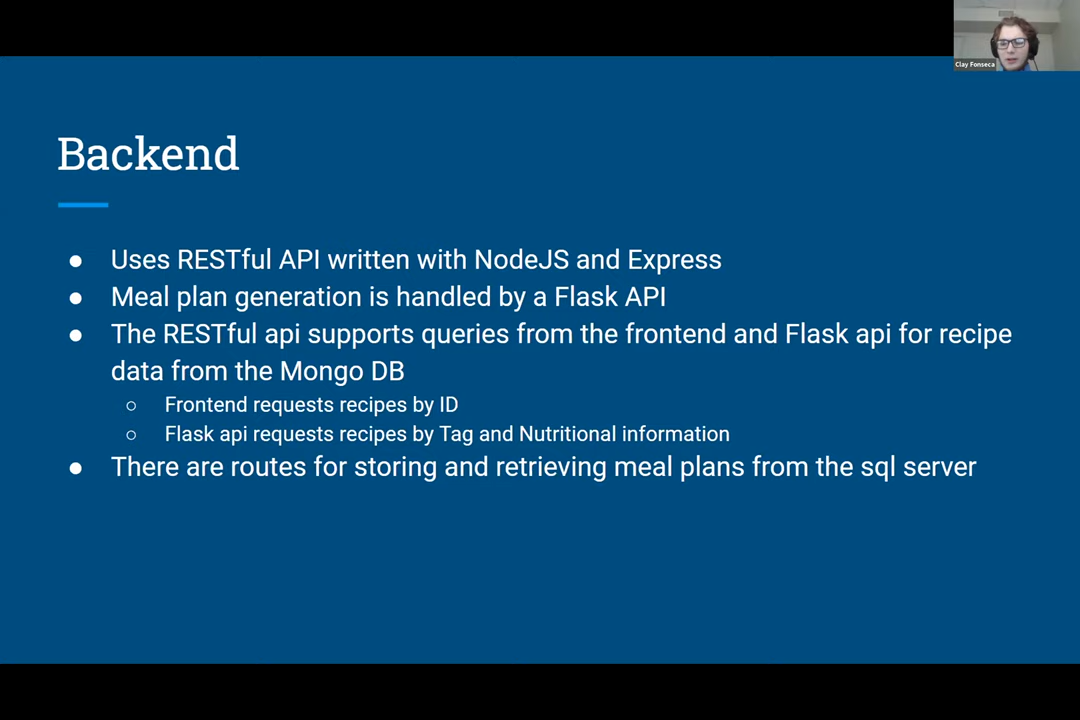 Clay Fonseca
Backend
● Uses RESTful API written with NodeJS and Express
● Meal plan generation is handled by a Flask API
● The RESTful api supports queries from the frontend and Flask api for recipe
data from the Mongo DB
○ Frontend requests recipes by ID
○ Flask api requests recipes by Tag and Nutritional information
● There are routes for storing and retrieving meal plans from the sql server